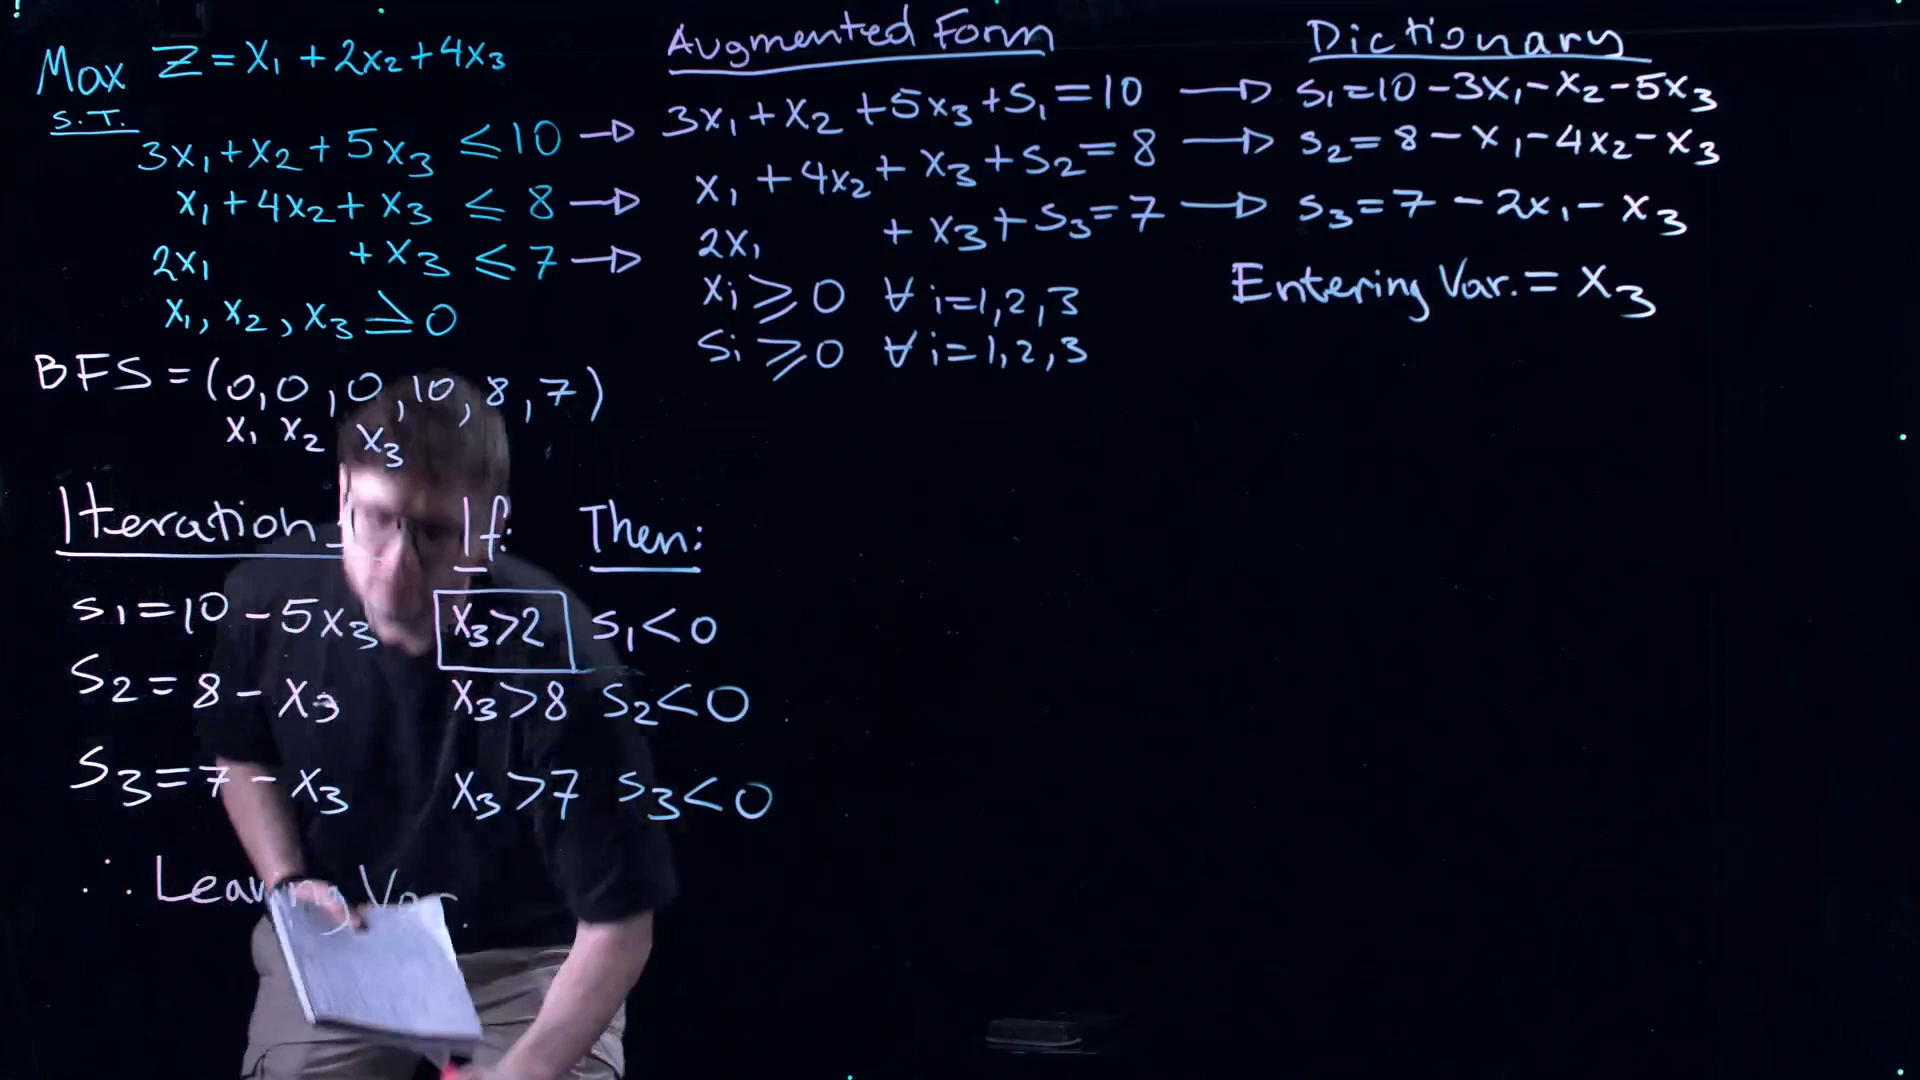 Max Z = x₁ + 2x₂ + 4x₃
S.T.
3x₁ + x₂ + 5x₃ ≤ 10 →
x₁ + 4x₂ + x₃ ≤ 8 →
2x₁ + x₃ ≤ 7 →
x₁, x₂, x₃ ≥ 0
BFS = (0, 0, 0, 10, 8, 7)
x₁ x₂ x₃
Augmented Form
3x₁ + x₂ + 5x₃ + S₁ = 10 →
x₁ + 4x₂ + x₃ + S₂ = 8 →
2x₁ + x₃ + S₃ = 7 →
xᵢ ≥ 0 ∀ i=1,2,3
Sᵢ ≥ 0 ∀ i=1,2,3
Dictionary
S₁ = 10 - 3x₁ - x₂ - 5x₃
S₂ = 8 - x₁ - 4x₂ - x₃
S₃ = 7 - 2x₁ - x₃
Entering Var. = x₃
Iteration If: Then:
S₁ = 10 - 5x₃ x₃ > 2 S₁ < 0
S₂ = 8 - x₃ x₃ > 8 S₂ < 0
S₃ = 7 - x₃ x₃ > 7 S₃ < 0
∴ Leaving Var.